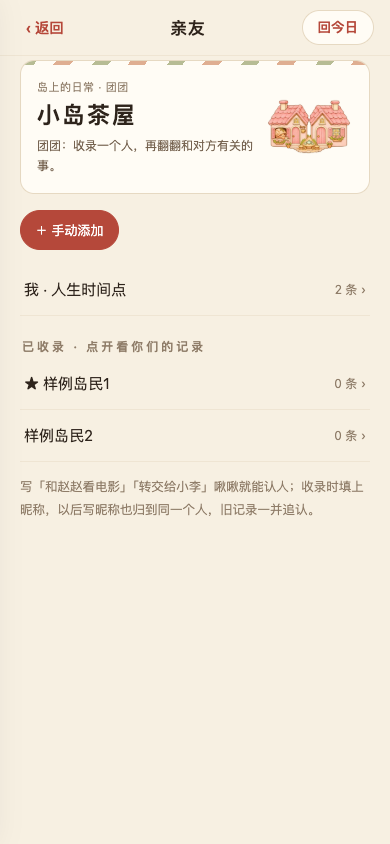 ‹ 返回
亲友
回今日
岛上的日常 · 团团
小岛茶屋
团团：收录一个人，再翻翻和对方有关的
事。
＋ 手动添加
我 · 人生时间点
2 条 ›
已收录 · 点开看你们的记录
★ 样例岛民1
0 条 ›
样例岛民2
0 条 ›
写「和赵赵看电影」「转交给小李」啾啾就能认人；收录时填上
昵称，以后写昵称也归到同一个人，旧记录一并追认。